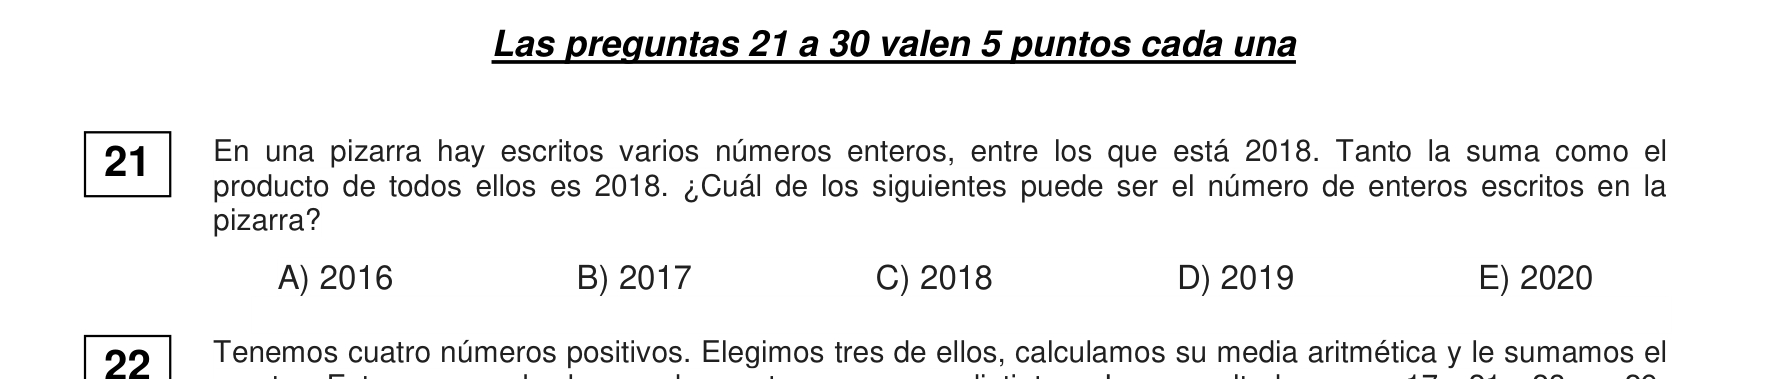 Las preguntas 21 a 30 valen 5 puntos cada una
21 En una pizarra hay escritos varios números enteros, entre los que está 2018. Tanto la suma como el
producto de todos ellos es 2018. ¿Cuál de los siguientes puede ser el número de enteros escritos en la
pizarra?
A) 2016 B) 2017 C) 2018 D) 2019 E) 2020
22 Tenemos cuatro números positivos. Elegimos tres de ellos, calculamos su media aritmética y le sumamos el